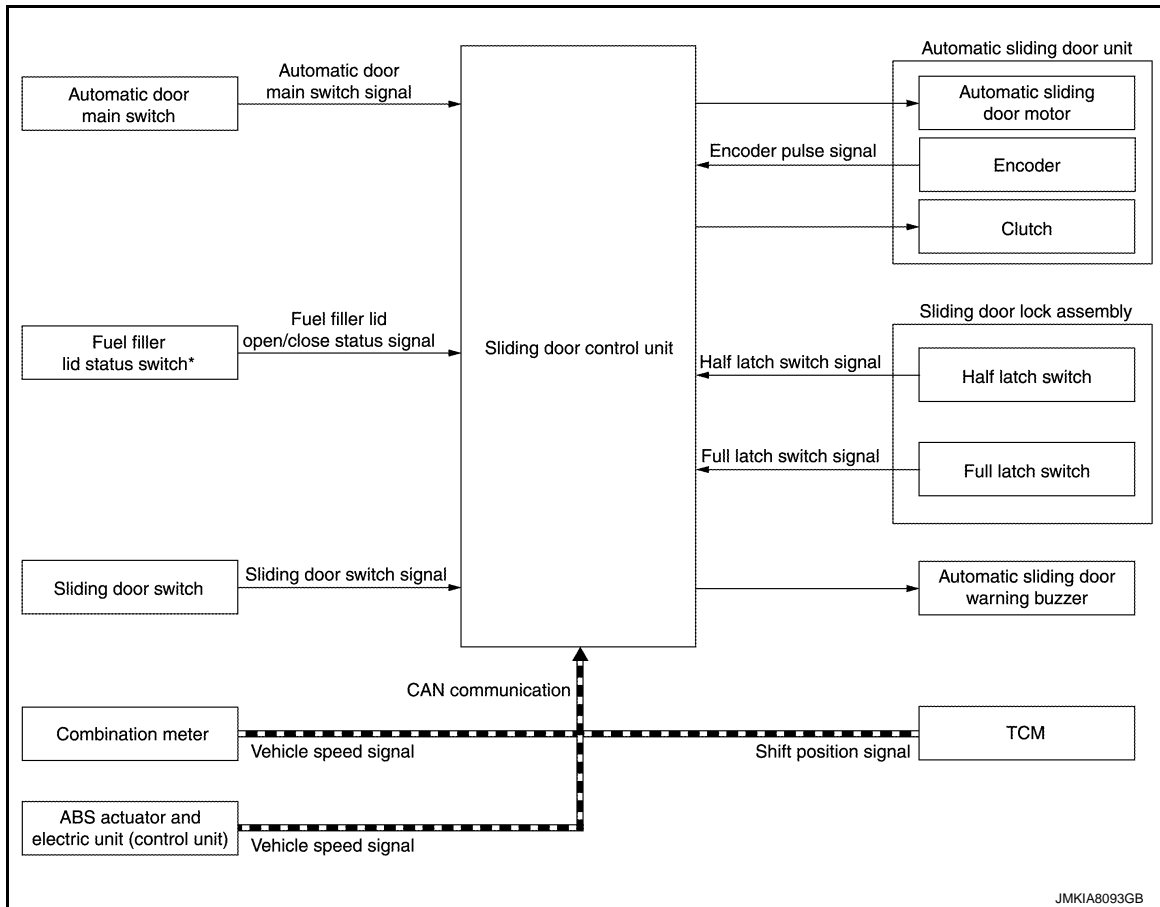 Automatic sliding door unit
Automatic door
main switch
Automatic door
main switch signal
Automatic sliding
door motor
Encoder pulse signal
Encoder
Clutch
Fuel filler
lid status switch*
Fuel filler lid
open/close status signal
Sliding door control unit
Sliding door lock assembly
Half latch switch signal
Half latch switch
Full latch switch signal
Full latch switch
Sliding door switch
Sliding door switch signal
Automatic sliding door
warning buzzer
CAN communication
Combination meter
Vehicle speed signal
Shift position signal
TCM
ABS actuator and
electric unit (control unit)
Vehicle speed signal
JMKIA8093GB